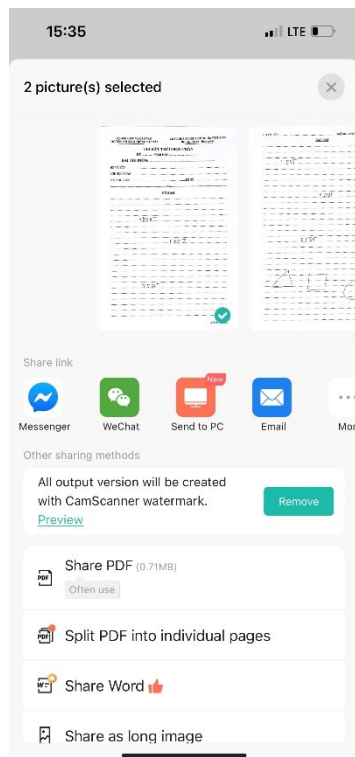 15:35
LTE
2 picture(s) selected
Share link
New
Messenger
WeChat
Send to PC
Email
Mor
Other sharing methods
All output version will be created
with CamScanner watermark.
Remove
Preview
PDF
Share PDF (0.71MB)
Often use
PDF
Split PDF into individual pages
W
Share Word
Share as long image